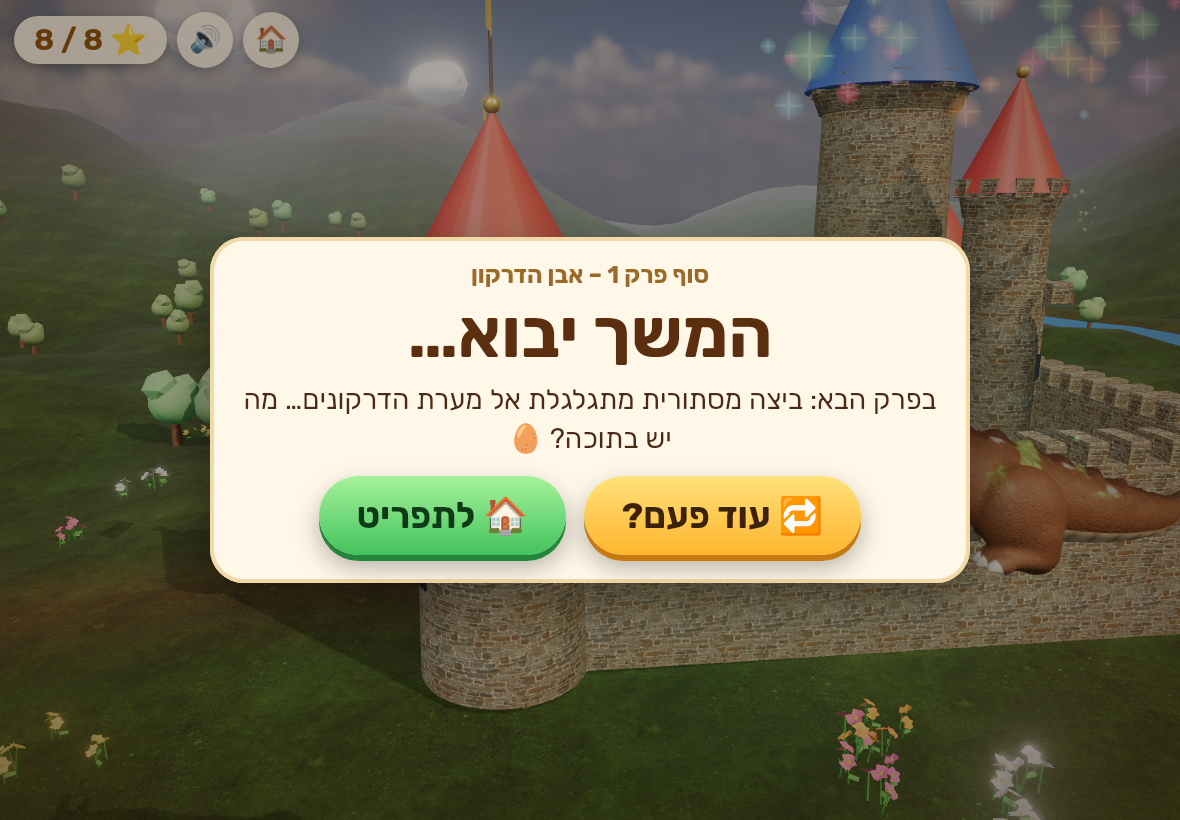 8 / 8
סוף פרק 1 – אבן הדרקון
המשך יבוא...
בפרק הבא: ביצה מסתורית מתגלגלת אל מערת הדרקונים... מה
יש בתוכה?
עוד פעם?
לתפריט